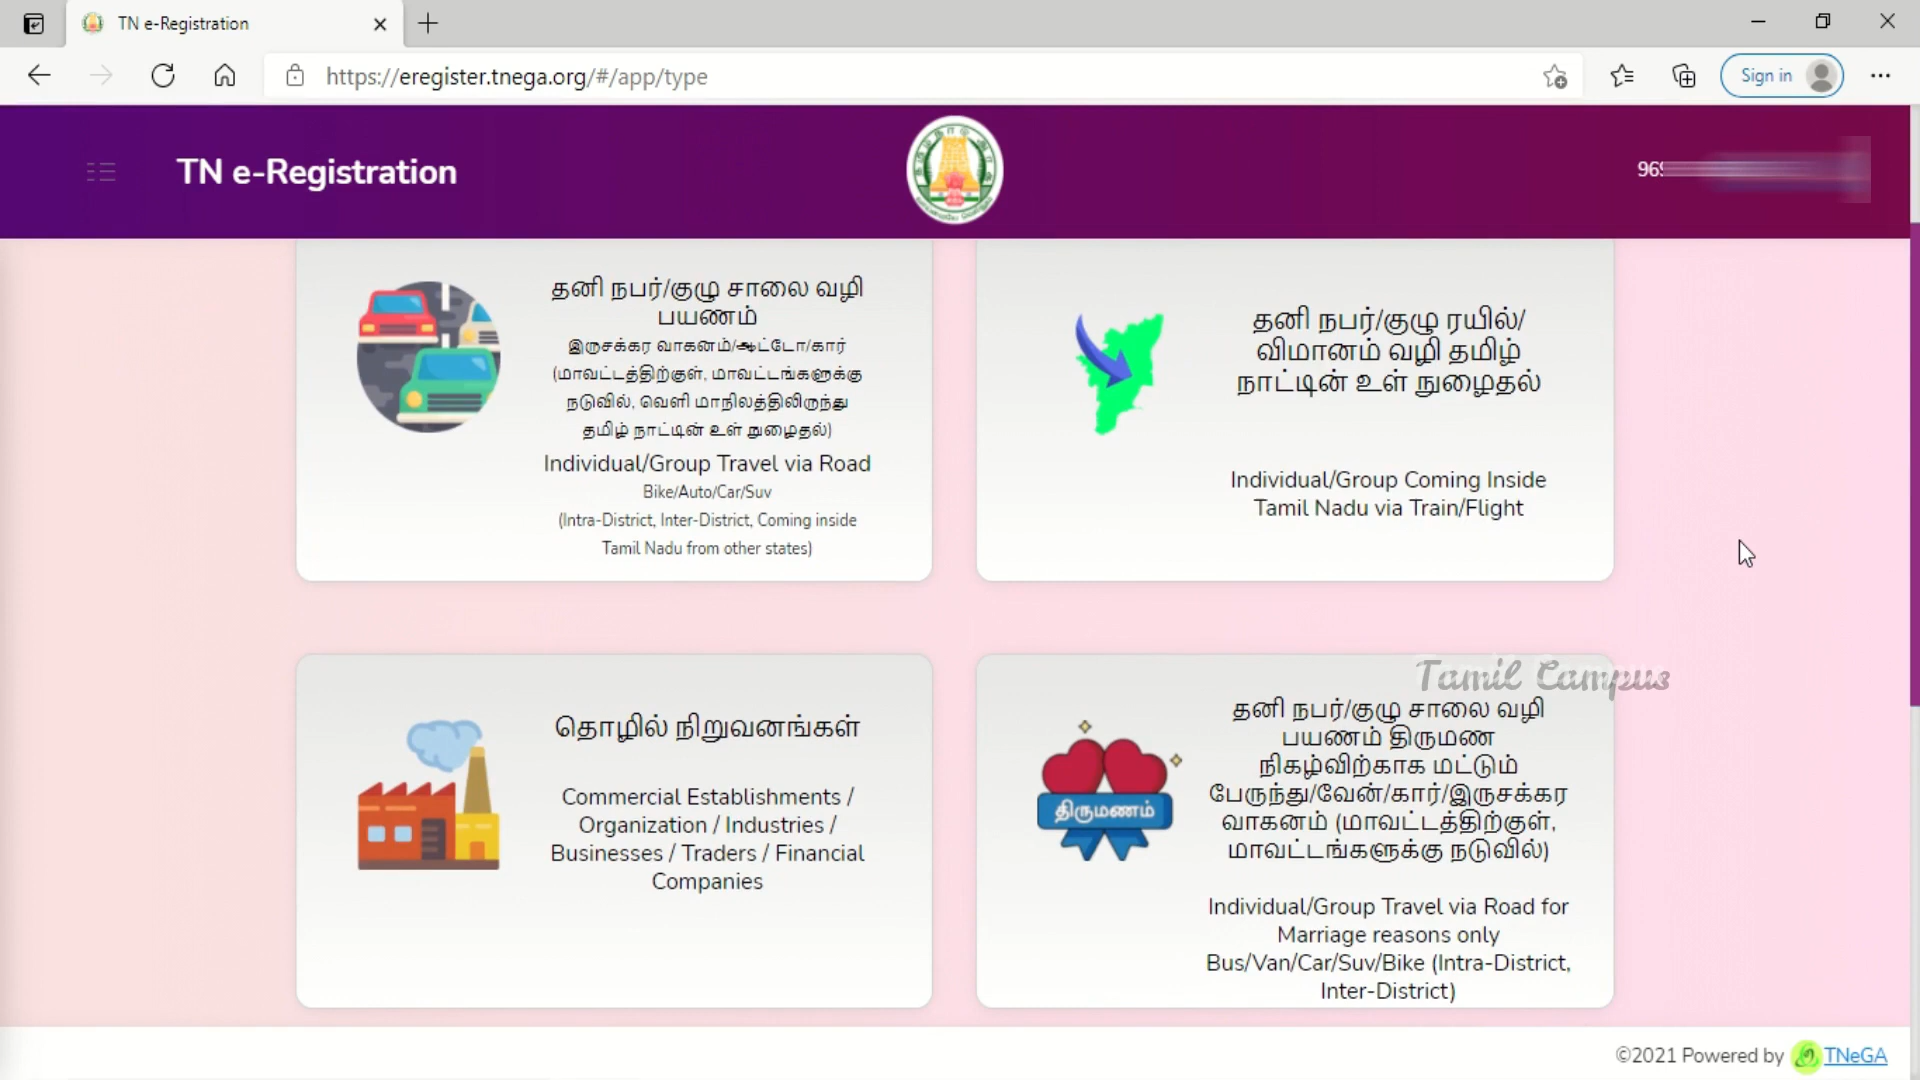 TN e-Registration
https://eregister.tnega.org/#/app/type
Sign in
TN e-Registration
தனி நபர்/குழு சாலை வழி
பயணம்
இருசக்கர வாகனம்/ஆட்டோ/கார்
(மாவட்டத்திற்குள், மாவட்டங்களுக்கு
நடுவில், வெளி மாநிலத்திலிருந்து
தமிழ் நாட்டின் உள் நுழைதல்)
Individual/Group Travel via Road
Bike/Auto/Car/Suv
(Intra-District, Inter-District, Coming inside
Tamil Nadu from other states)
தனி நபர்/குழு ரயில்/
விமானம் வழி தமிழ்
நாட்டின் உள் நுழைதல்
Individual/Group Coming Inside
Tamil Nadu via Train/Flight
தொழில் நிறுவனங்கள்
Commercial Establishments /
Organization / Industries /
Businesses / Traders / Financial
Companies
Tamil Campus
திருமணம்
தனி நபர்/குழு சாலை வழி
பயணம் திருமண
நிகழ்விற்காக மட்டும்
பேருந்து/வேன்/கார்/இருசக்கர
வாகனம் (மாவட்டத்திற்குள்,
மாவட்டங்களுக்கு நடுவில்)
Individual/Group Travel via Road for
Marriage reasons only
Bus/Van/Car/Suv/Bike (Intra-District,
Inter-District)
©2021 Powered by TNeGA